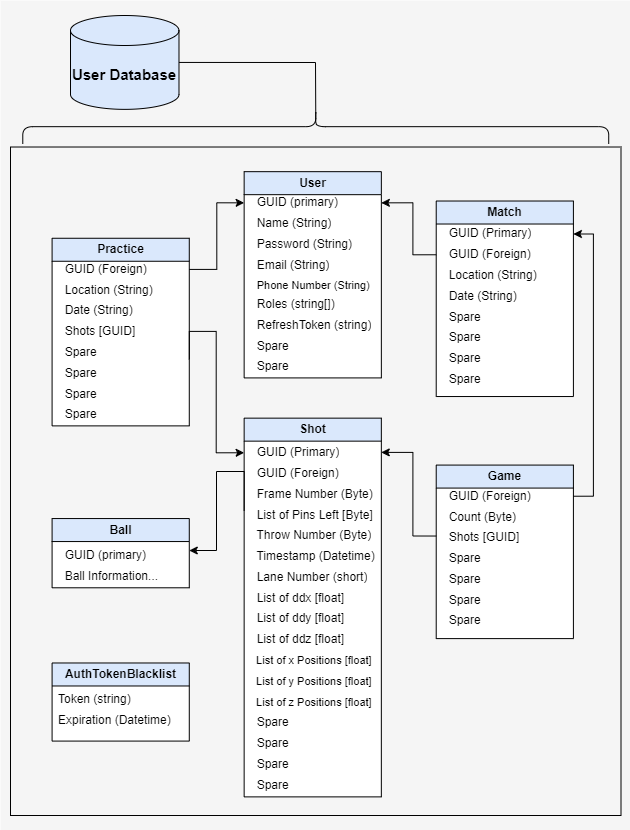 User Database
User
GUID (primary)
Name (String)
Password (String)
Email (String)
Phone Number (String)
Roles (string[])
RefreshToken (string)
Spare
Spare
Match
GUID (Primary)
GUID (Foreign)
Location (String)
Date (String)
Spare
Spare
Spare
Spare
Practice
GUID (Foreign)
Location (String)
Date (String)
Shots [GUID]
Spare
Spare
Spare
Spare
Shot
GUID (Primary)
GUID (Foreign)
Frame Number (Byte)
List of Pins Left [Byte]
Throw Number (Byte)
Timestamp (Datetime)
Lane Number (short)
List of ddx [float]
List of ddy [float]
List of ddz [float]
List of x Positions [float]
List of y Positions [float]
List of z Positions [float]
Spare
Spare
Spare
Spare
Game
GUID (Foreign)
Count (Byte)
Shots [GUID]
Spare
Spare
Spare
Spare
Ball
GUID (primary)
Ball Information...
AuthTokenBlacklist
Token (string)
Expiration (Datetime)